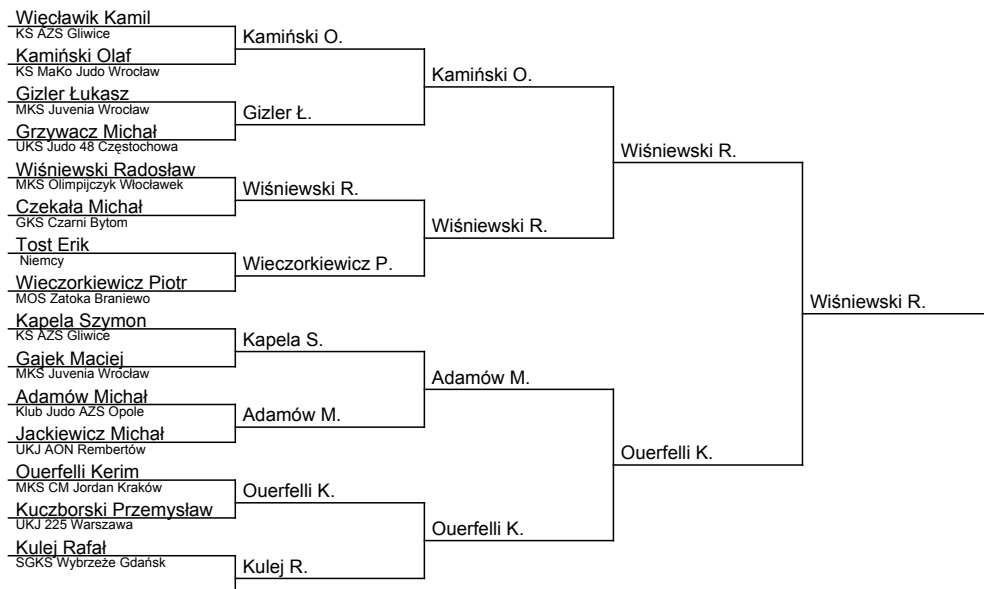 Więcławik Kamil
KS AZS Gliwice
Kamiński Olaf
KS MaKo Judo Wrocław
Gizler Łukasz
MKS Juvenia Wrocław
Grzywacz Michał
UKS Judo 48 Częstochowa
Wiśniewski Radosław
MKS Olimpijczyk Włocławek
Czekała Michał
GKS Czarni Bytom
Tost Erik
Niemcy
Wieczorkiewicz Piotr
MOS Zatoka Braniewo
Kapela Szymon
KS AZS Gliwice
Gajek Maciej
MKS Juvenia Wrocław
Adamów Michał
Klub Judo AZS Opole
Jackiewicz Michał
UKJ AON Rembertów
Ouerfelli Kerim
MKS CM Jordan Kraków
Kuczborski Przemysław
UKJ 225 Warszawa
Kulej Rafał
SGKS Wybrzeże Gdańsk
Kamiński O.
Gizler Ł.
Wiśniewski R.
Wieczorkiewicz P.
Kapela S.
Adamów M.
Ouerfelli K.
Kulej R.
Kamiński O.
Wiśniewski R.
Adamów M.
Ouerfelli K.
Wiśniewski R.
Ouerfelli K.
Wiśniewski R.